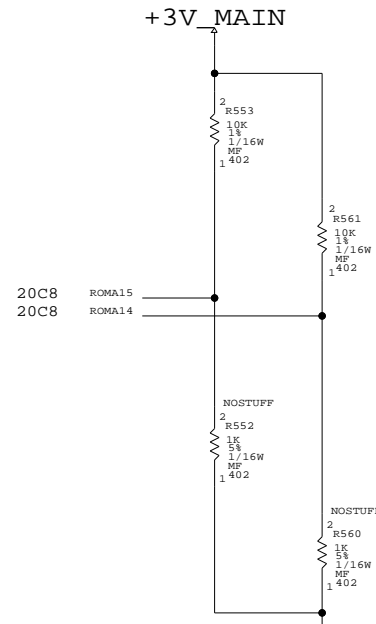 +3V_MAIN
2
R553
10K
1%
1/16W
MF
402
1
2
R561
10K
1%
1/16W
MF
402
1
20C8 ROMA15
20C8 ROMA14
NOSTUFF
2
R552
1K
5%
1/16W
MF
402
1
NOSTUFF
2
R560
1K
5%
1/16W
MF
402
1